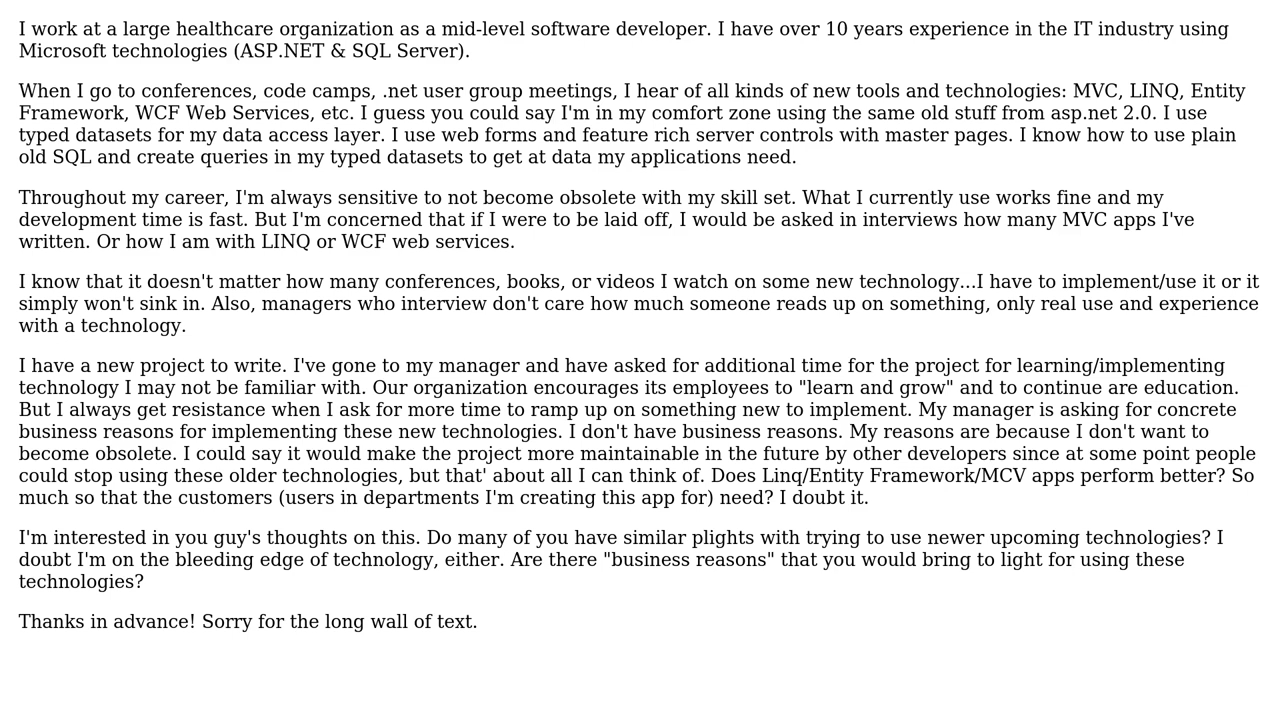 I work at a large healthcare organization as a mid-level software developer. I have over 10 years experience in the IT industry using
Microsoft technologies (ASP.NET & SQL Server).
When I go to conferences, code camps, .net user group meetings, I hear of all kinds of new tools and technologies: MVC, LINQ, Entity
Framework, WCF Web Services, etc. I guess you could say I'm in my comfort zone using the same old stuff from asp.net 2.0. I use
typed datasets for my data access layer. I use web forms and feature rich server controls with master pages. I know how to use plain
old SQL and create queries in my typed datasets to get at data my applications need.
Throughout my career, I'm always sensitive to not become obsolete with my skill set. What I currently use works fine and my
development time is fast. But I'm concerned that if I were to be laid off, I would be asked in interviews how many MVC apps I've
written. Or how I am with LINQ or WCF web services.
I know that it doesn't matter how many conferences, books, or videos I watch on some new technology...I have to implement/use it or it
simply won't sink in. Also, managers who interview don't care how much someone reads up on something, only real use and experience
with a technology.
I have a new project to write. I've gone to my manager and have asked for additional time for the project for learning/implementing
technology I may not be familiar with. Our organization encourages its employees to "learn and grow" and to continue are education.
But I always get resistance when I ask for more time to ramp up on something new to implement. My manager is asking for concrete
business reasons for implementing these new technologies. I don't have business reasons. My reasons are because I don't want to
become obsolete. I could say it would make the project more maintainable in the future by other developers since at some point people
could stop using these older technologies, but that' about all I can think of. Does Linq/Entity Framework/MCV apps perform better? So
much so that the customers (users in departments I'm creating this app for) need? I doubt it.
I'm interested in you guy's thoughts on this. Do many of you have similar plights with trying to use newer upcoming technologies? I
doubt I'm on the bleeding edge of technology, either. Are there "business reasons" that you would bring to light for using these
technologies?
Thanks in advance! Sorry for the long wall of text.